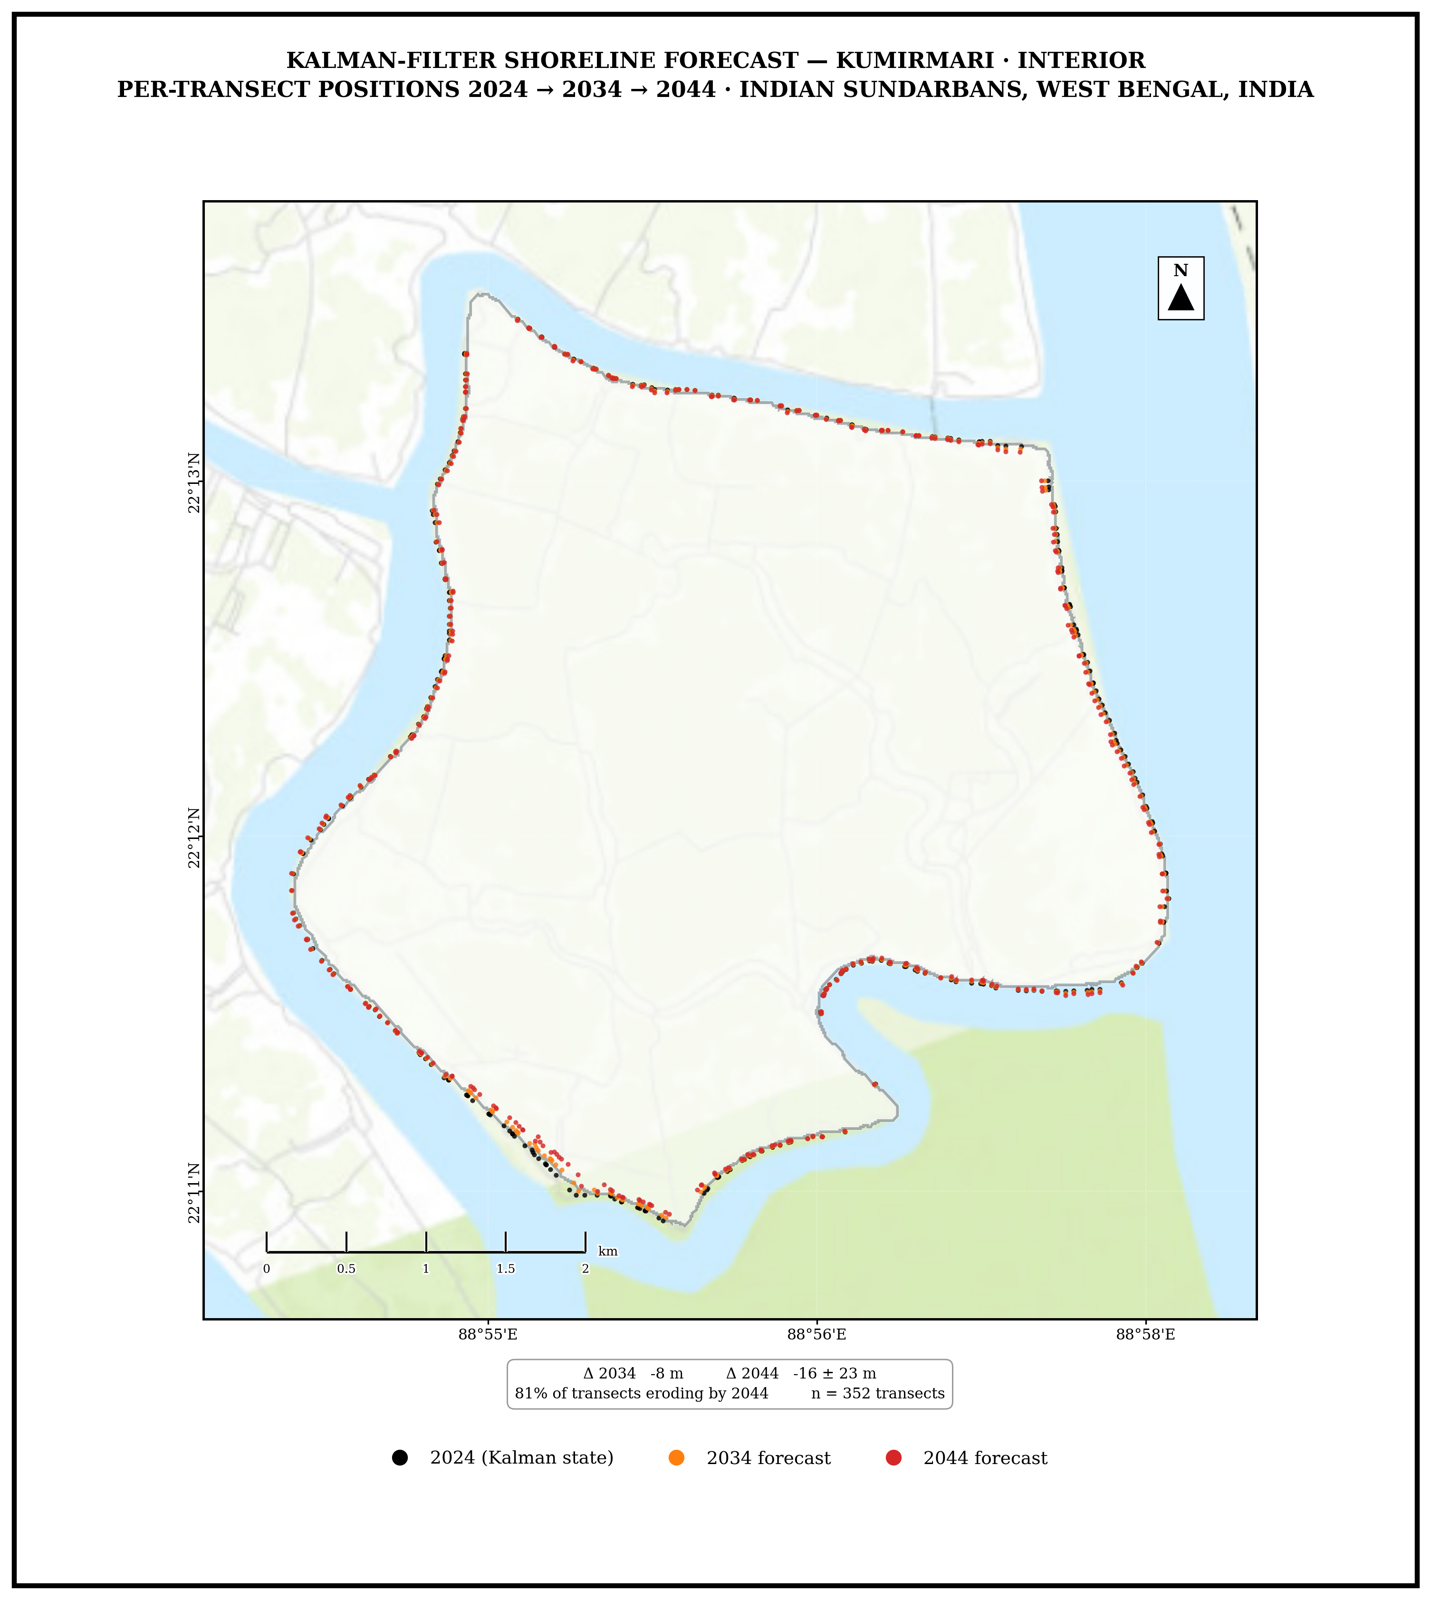 KALMAN-FILTER SHORELINE FORECAST — KUMIRMARI · INTERIOR
PER-TRANSECT POSITIONS 2024 → 2034 → 2044 · INDIAN SUNDARBANS, WEST BENGAL, INDIA
N
22°13'N
22°12'N
22°11'N
km
0 0.5 1 1.5 2
88°55'E 88°56'E 88°58'E
Δ 2034 -8 m Δ 2044 -16 ± 23 m
81% of transects eroding by 2044 n = 352 transects
2024 (Kalman state) 2034 forecast 2044 forecast